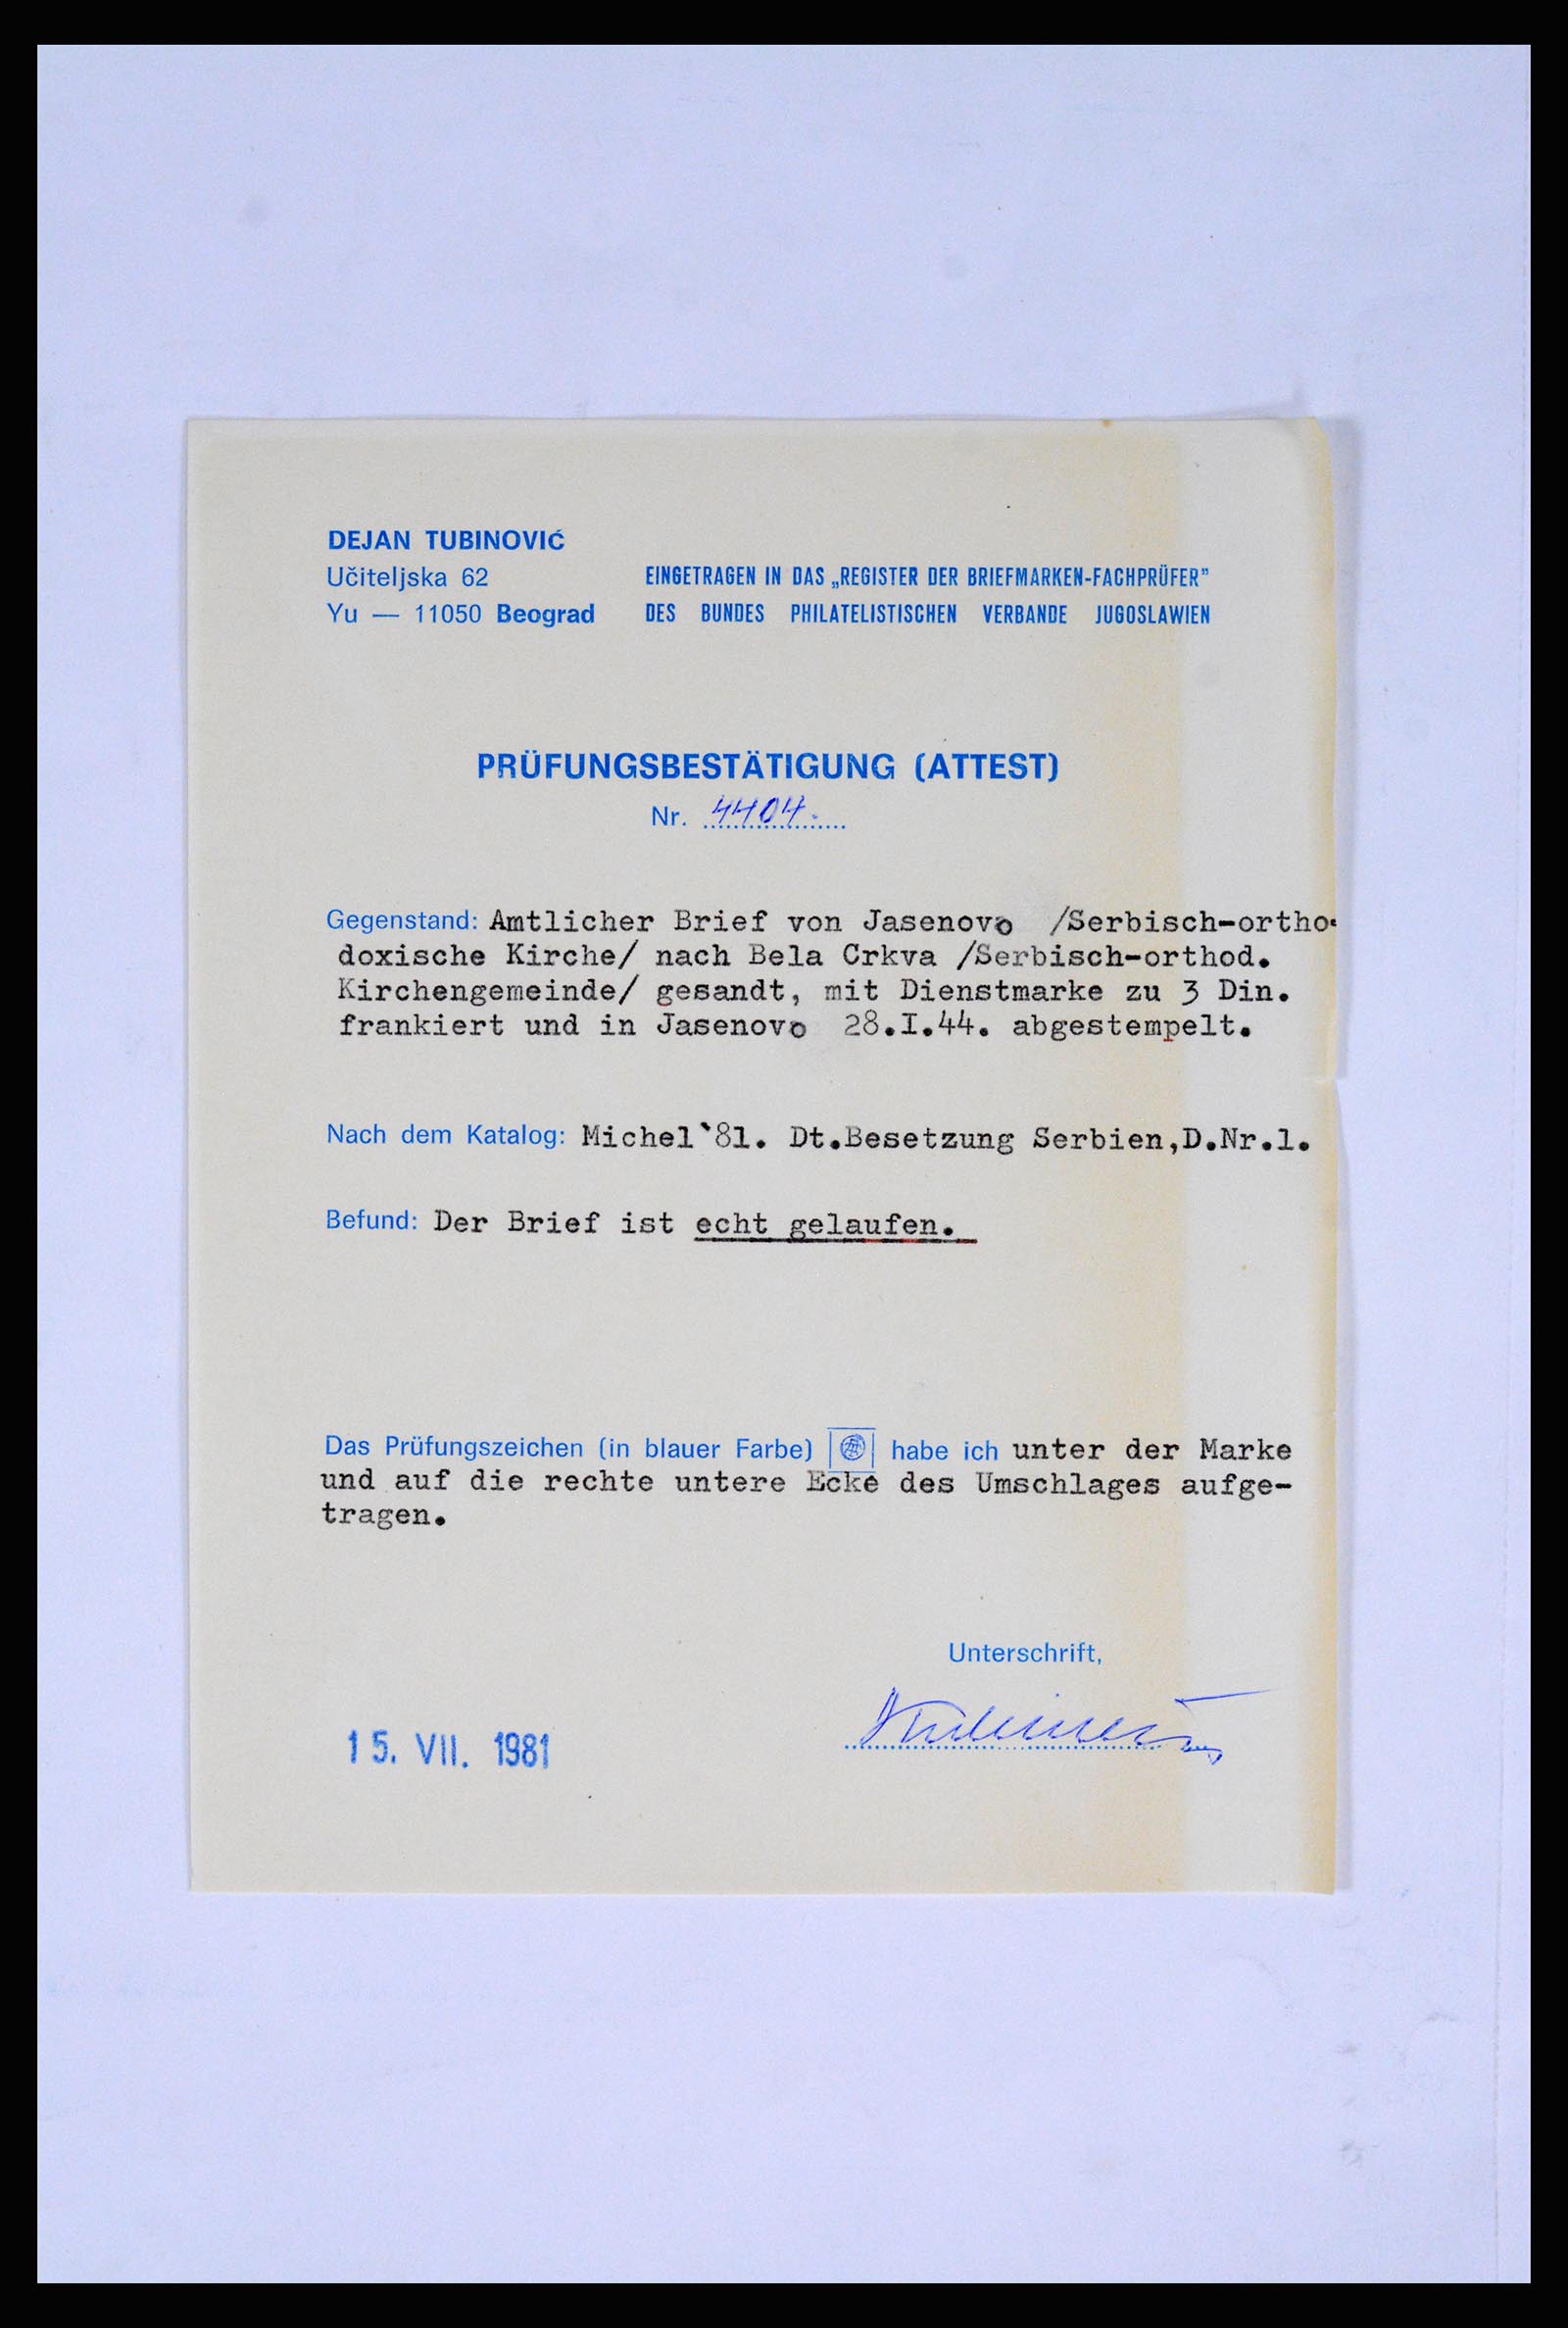 DEJAN TUBINOVIĆ
Učiteljska 62
Yu — 11050 Beograd
EINGETRAGEN IN DAS „REGISTER DER BRIEFMARKEN-FACHPRÜFER”
DES BUNDES PHILATELISTISCHEN VERBANDE JUGOSLAWIEN
PRÜFUNGSBESTÄTIGUNG (ATTEST)
Nr. 4404.
Gegenstand: Amtlicher Brief von Jasenovo /Serbisch-ortho-
doxische Kirche/ nach Bela Crkva /Serbisch-orthod.
Kirchengemeinde/ gesandt, mit Dienstmarke zu 3 Din.
frankiert und in Jasenovo 28.I.44. abgestempelt.
Nach dem Katalog: Michel`81. Dt.Besetzung Serbien,D.Nr.1.
Befund: Der Brief ist echt gelaufen.
Das Prüfungszeichen (in blauer Farbe) habe ich unter der Marke
und auf die rechte untere Ecke des Umschlages aufge-
tragen.
Unterschrift,
15. VII. 1981